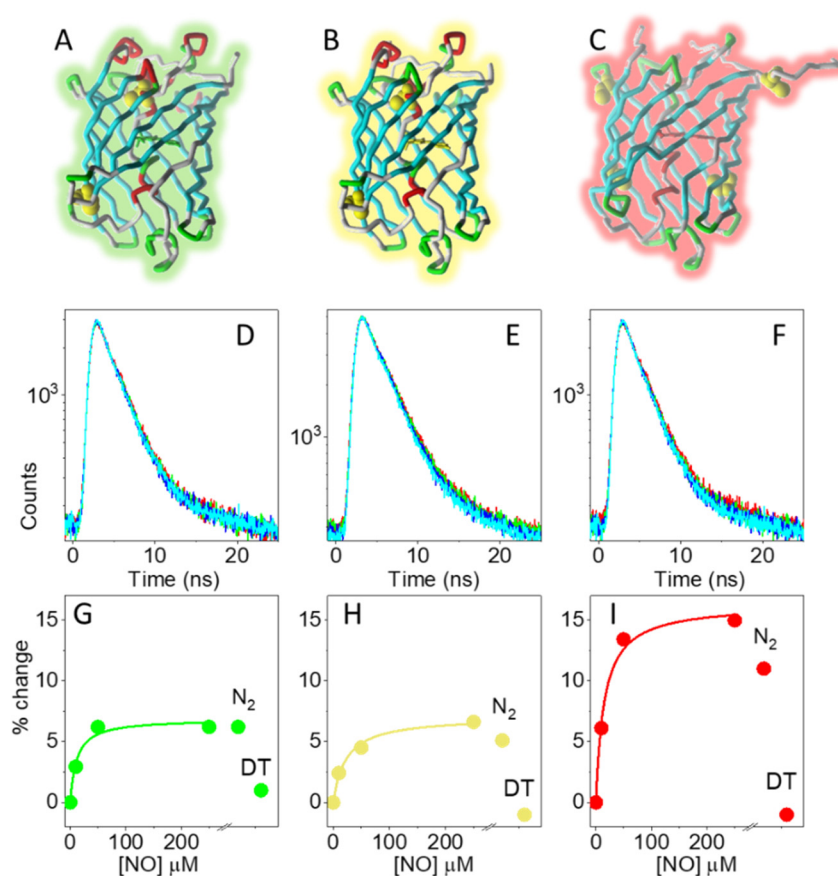 A B C
D E F
10³ 10³ 10³
Counts
0 10 20 0 10 20 0 10 20
Time (ns) Time (ns) Time (ns)
G H I
15 15 15
10 10 10
5 5 5
0 0 0
% change
N₂ N₂ N₂
DT DT DT
0 100 200 0 100 200 0 100 200
[NO] μM [NO] μM [NO] μM